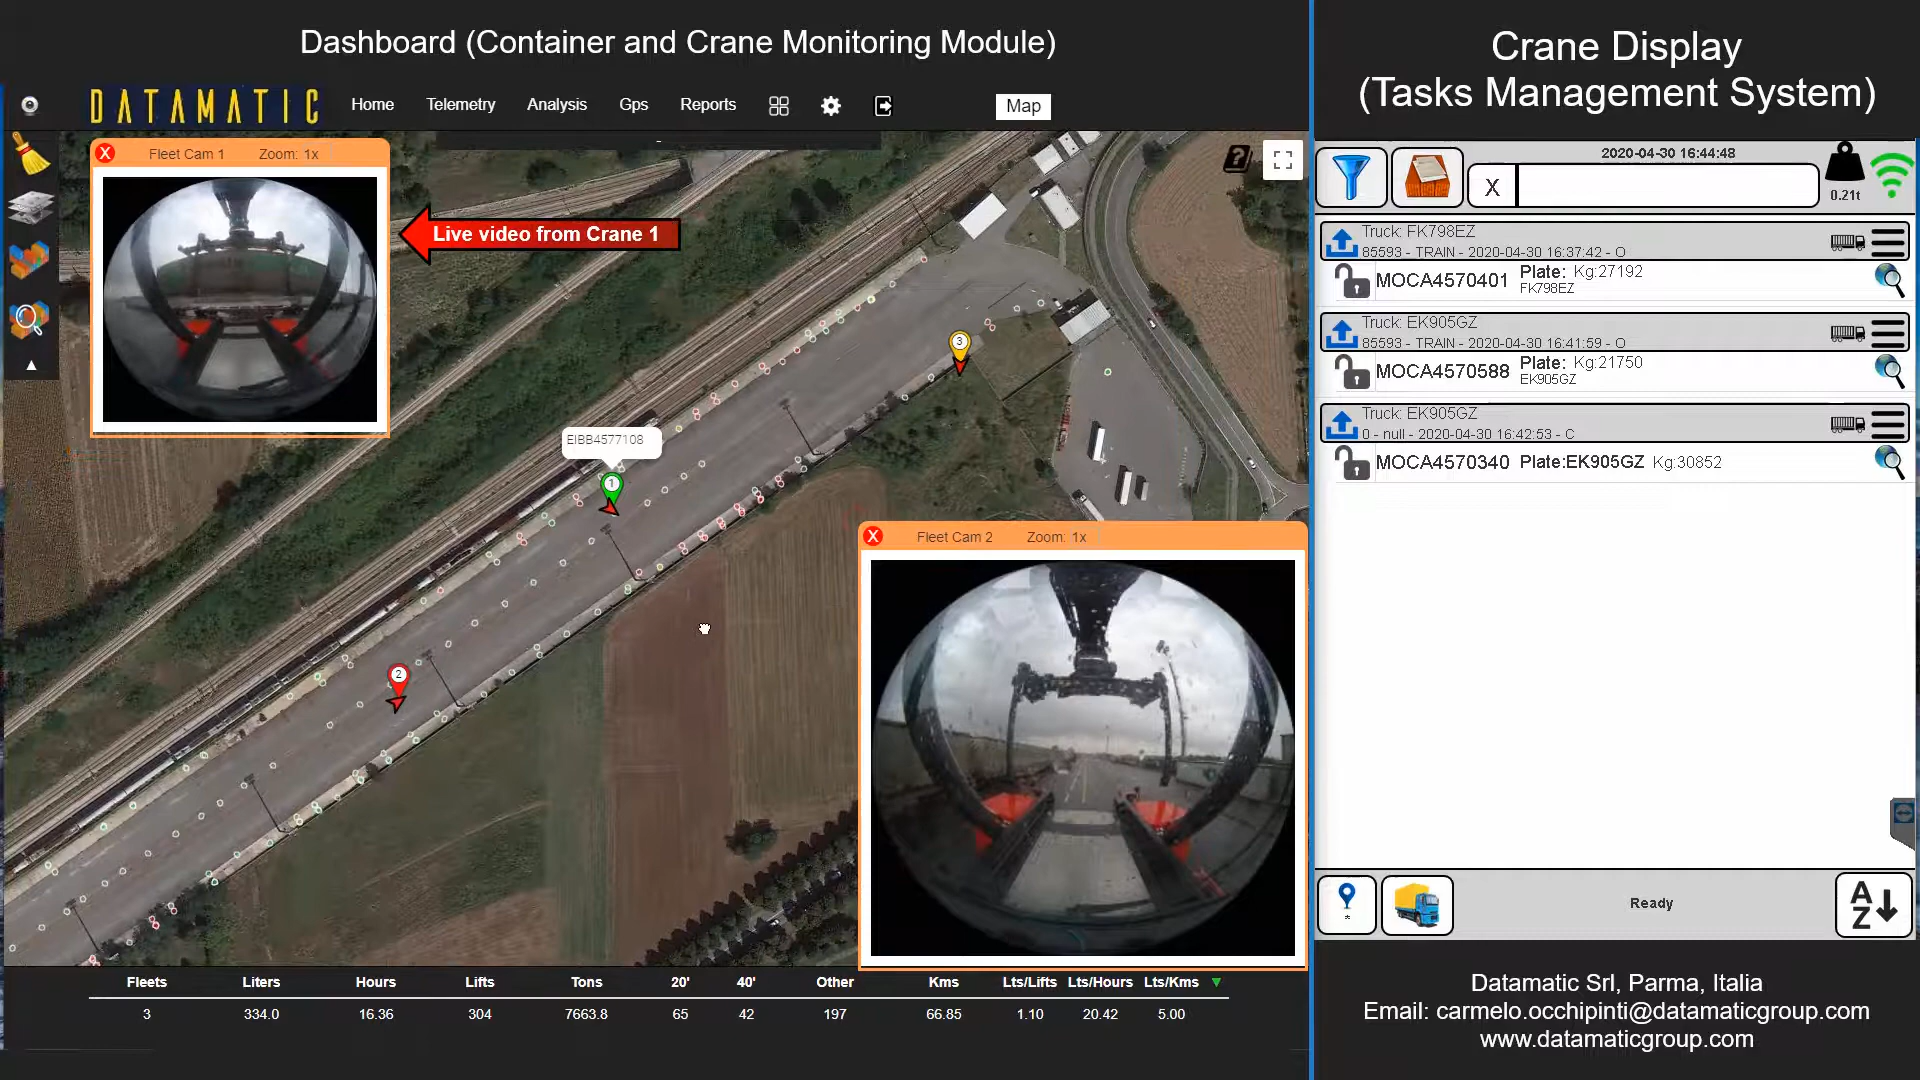 Dashboard (Container and Crane Monitoring Module)
DATAMATIC
Home
Telemetry
Analysis
Gps
Reports
Map
X
Fleet Cam 1
Zoom: 1x
Live video from Crane 1
?
3
EIBB4577108
1
2
X
Fleet Cam 2
Zoom: 1x
Fleets Liters Hours Lifts Tons 20' 40' Other Kms Lts/Lifts Lts/Hours Lts/Kms
3 334.0 16.36 304 7663.8 65 42 197 66.85 1.10 20.42 5.00
Crane Display
(Tasks Management System)
2020-04-30 16:44:48
X
0.21t
Truck: FK798EZ
85593 - TRAIN - 2020-04-30 16:37:42 - O
MOCA4570401 Plate: Kg:27192
FK798EZ
Truck: EK905GZ
85593 - TRAIN - 2020-04-30 16:41:59 - O
MOCA4570588 Plate: Kg:21750
EK905GZ
Truck: EK905GZ
0 - null - 2020-04-30 16:42:53 - C
MOCA4570340 Plate:EK905GZ Kg:30852
*
Ready
A
Z
Datamatic Srl, Parma, Italia
Email: carmelo.occhipinti@datamaticgroup.com
www.datamaticgroup.com